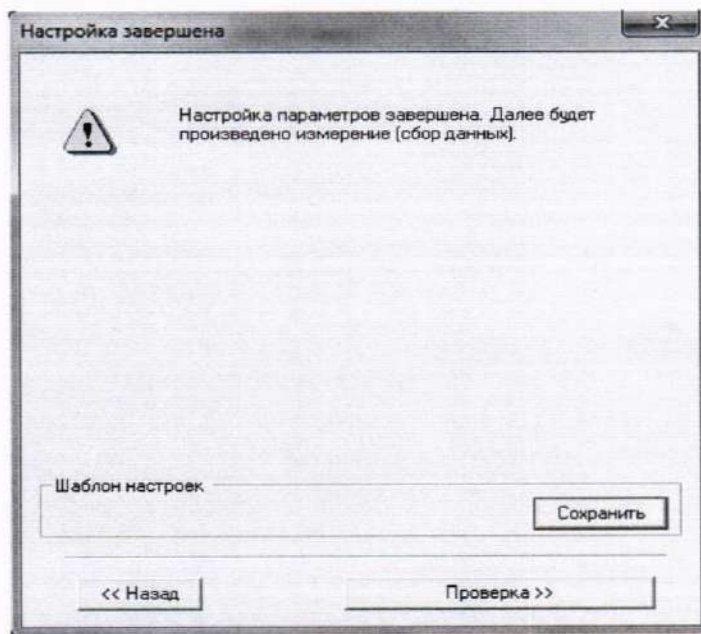 Настройка завершена
Настройка параметров завершена. Далее будет
произведено измерение (сбор данных).
Шаблон настроек
Сохранить
<< Назад
Проверка >>